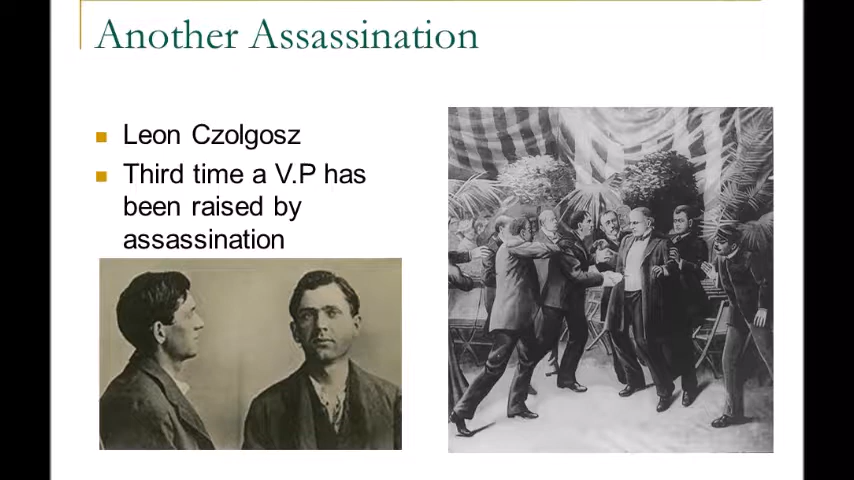 Another Assassination
Leon Czolgosz
Third time a V.P has
been raised by
assassination